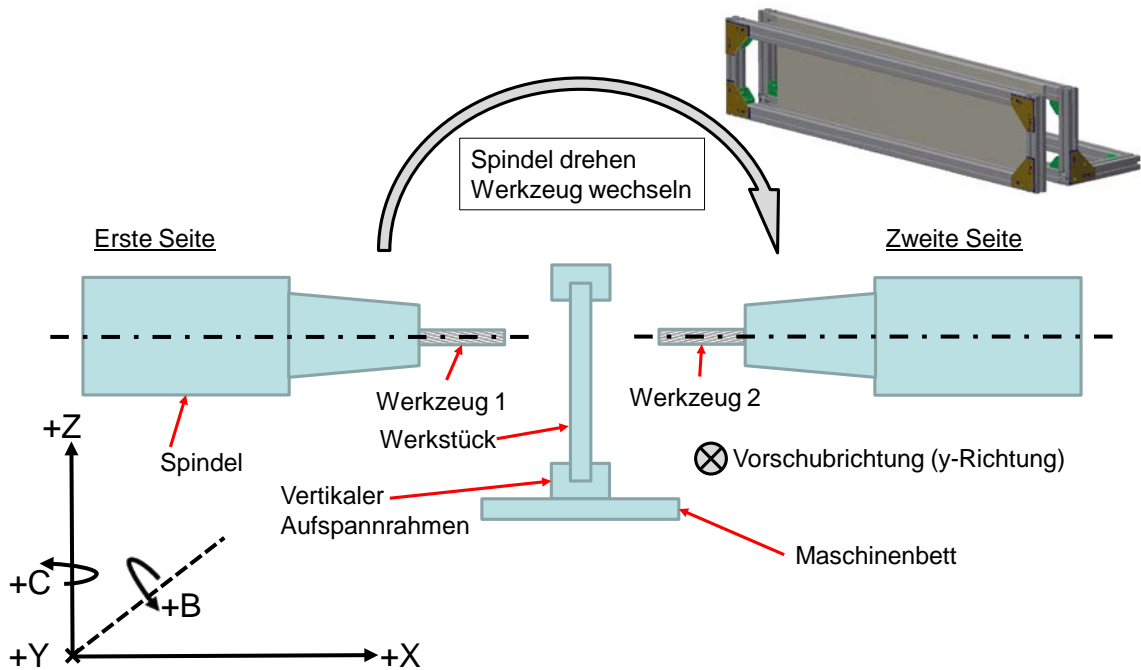 Spindel drehen
Werkzeug wechseln
Erste Seite
Zweite Seite
Werkzeug 1
Werkzeug 2
Werkstück
Spindel
Vorschubrichtung (y-Richtung)
Vertikaler
Aufspannrahmen
Maschinenbett
+Z
+C
+B
+Y
+X